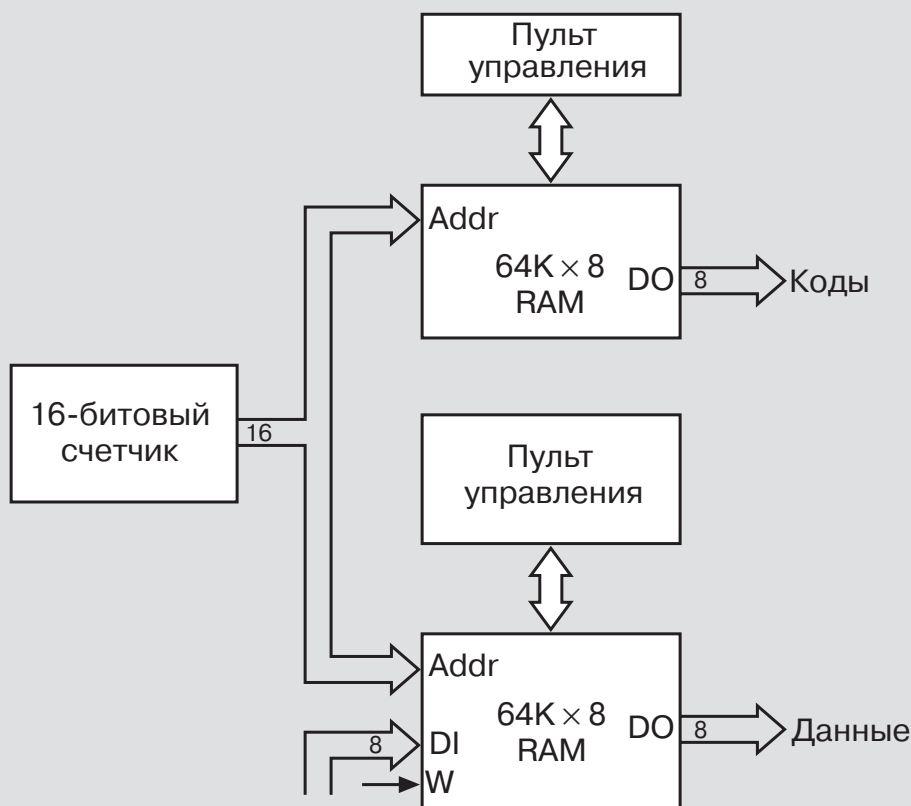 Пульт
управления
Addr
64K × 8
RAM
DO
8
Коды
16-битовый
счетчик
16
Пульт
управления
Addr
64K × 8
RAM
DO
8
Данные
8
DI
W